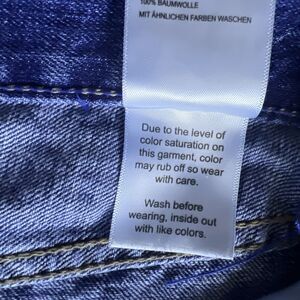 100% BAUMWOLLE
MIT ÄHNLICHEN FARBEN WASCHEN
Due to the level of
color saturation on
this garment, color
may rub off so wear
with care.
Wash before
wearing, inside out
with like colors.